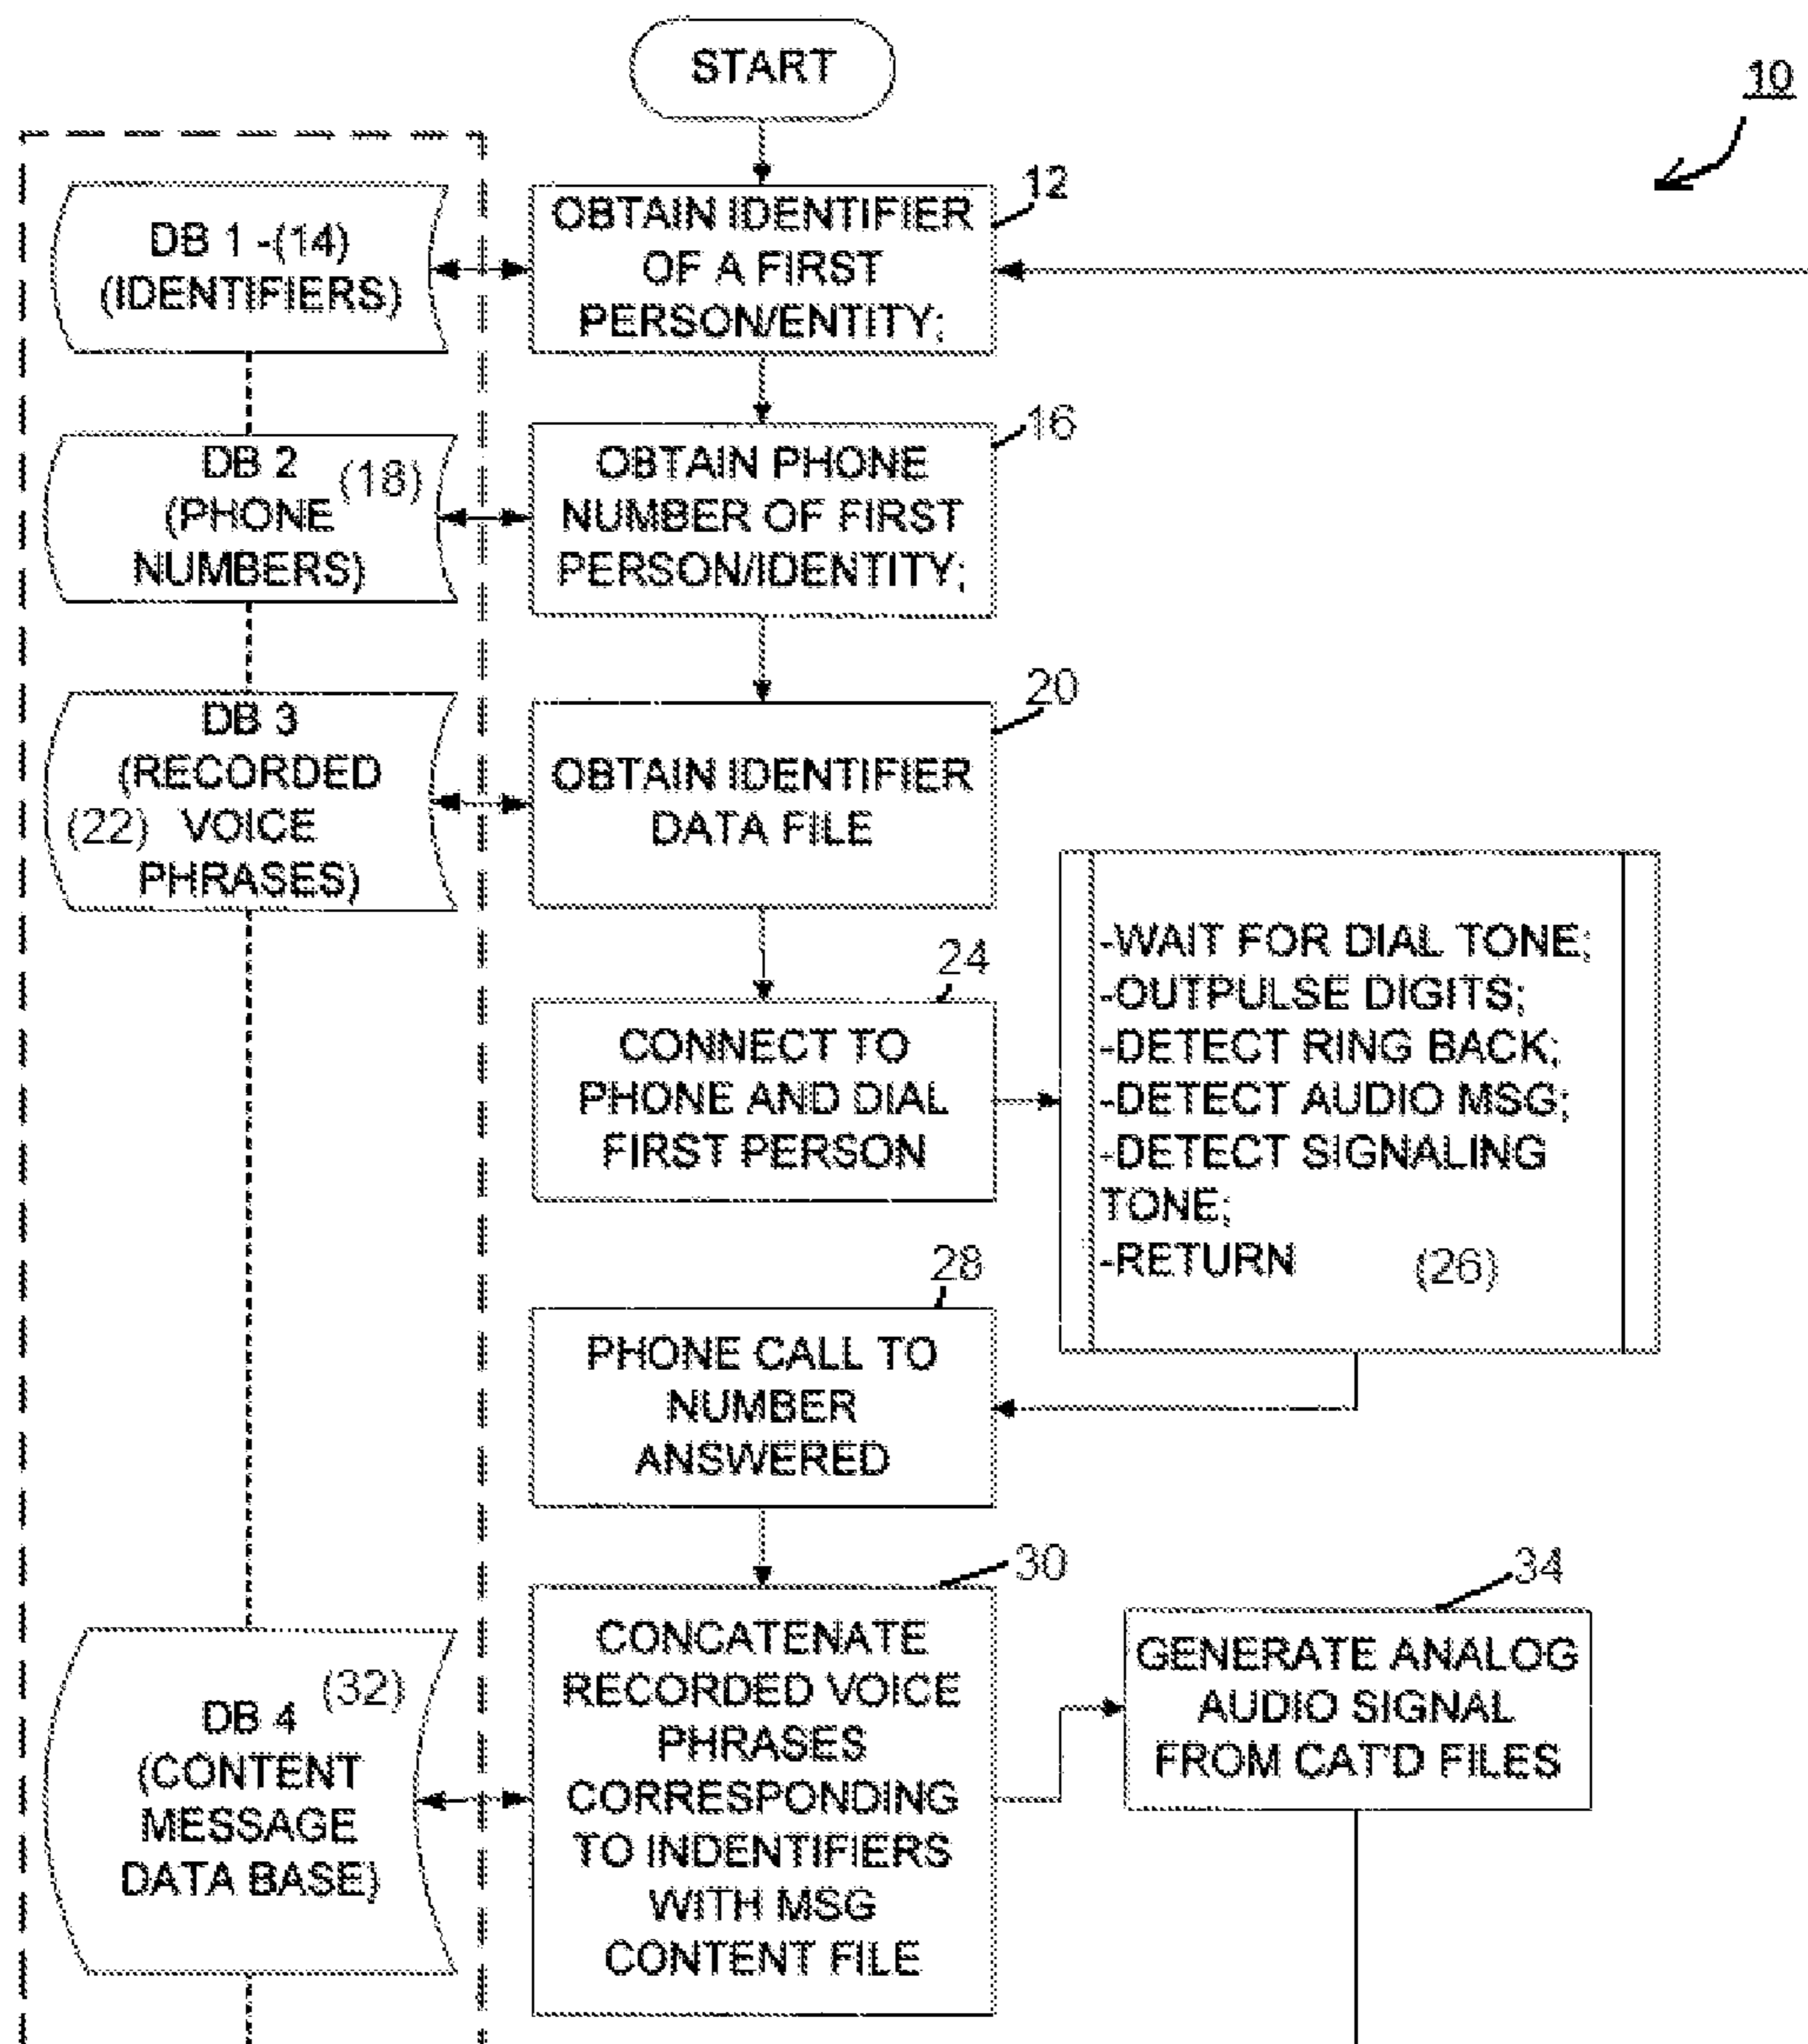 START
10
12
DB 1 -(14)
(IDENTIFIERS)
OBTAIN IDENTIFIER
OF A FIRST
PERSON/ENTITY;
16
DB 2
(18)
(PHONE
NUMBERS)
OBTAIN PHONE
NUMBER OF FIRST
PERSON/IDENTITY;
20
DB 3
(RECORDED
(22) VOICE
PHRASES)
OBTAIN IDENTIFIER
DATA FILE
24
CONNECT TO
PHONE AND DIAL
FIRST PERSON
-WAIT FOR DIAL TONE;
-OUTPULSE DIGITS;
-DETECT RING BACK;
-DETECT AUDIO MSG;
-DETECT SIGNALING
TONE;
-RETURN (26)
28
PHONE CALL TO
NUMBER
ANSWERED
30
DB 4 (32)
(CONTENT
MESSAGE
DATA BASE)
CONCATENATE
RECORDED VOICE
PHRASES
CORRESPONDING
TO INDENTIFIERS
WITH MSG
CONTENT FILE
34
GENERATE ANALOG
AUDIO SIGNAL
FROM CAT'D FILES